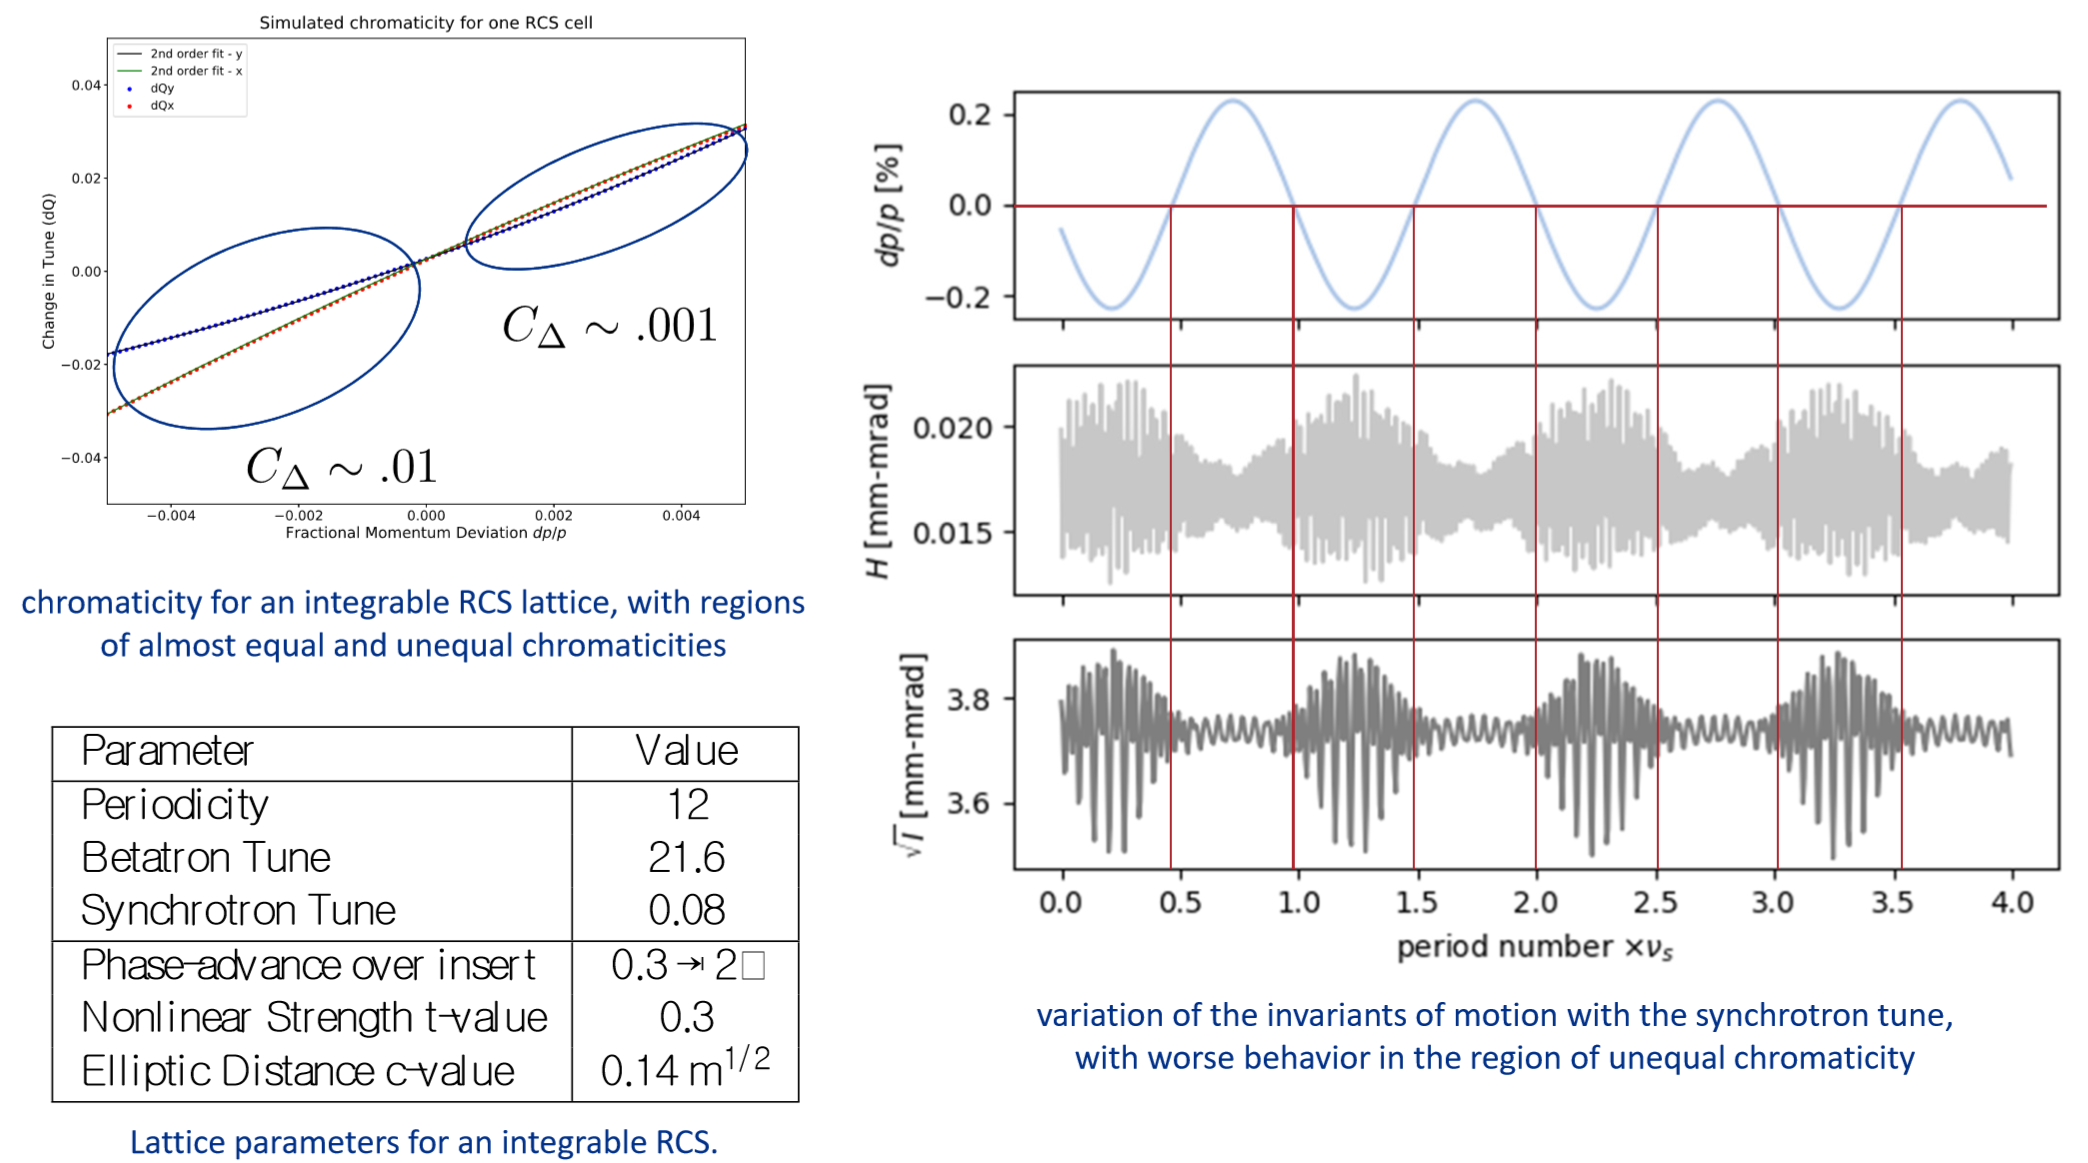 Simulated chromaticity for one RCS cell
2nd order fit - y
2nd order fit - x
dQy
dQx
Change in Tune (dQ)
0.04
0.02
0.00
−0.02
−0.04
C_Δ ∼ .001
C_Δ ∼ .01
−0.004 −0.002 0.000 0.002 0.004
Fractional Momentum Deviation dp/p
chromaticity for an integrable RCS lattice, with regions
of almost equal and unequal chromaticities
Parameter Value
Periodicity 12
Betatron Tune 21.6
Synchrotron Tune 0.08
Phase-advance over insert 0.3 → 2□
Nonlinear Strength t-value 0.3
Elliptic Distance c-value 0.14 m^{1/2}
Lattice parameters for an integrable RCS.
dp/p [%]
0.2
0.0
−0.2
H [mm-mrad]
0.020
0.015
√I [mm-mrad]
3.8
3.6
0.0 0.5 1.0 1.5 2.0 2.5 3.0 3.5 4.0
period number ×ν_s
variation of the invariants of motion with the synchrotron tune,
with worse behavior in the region of unequal chromaticity